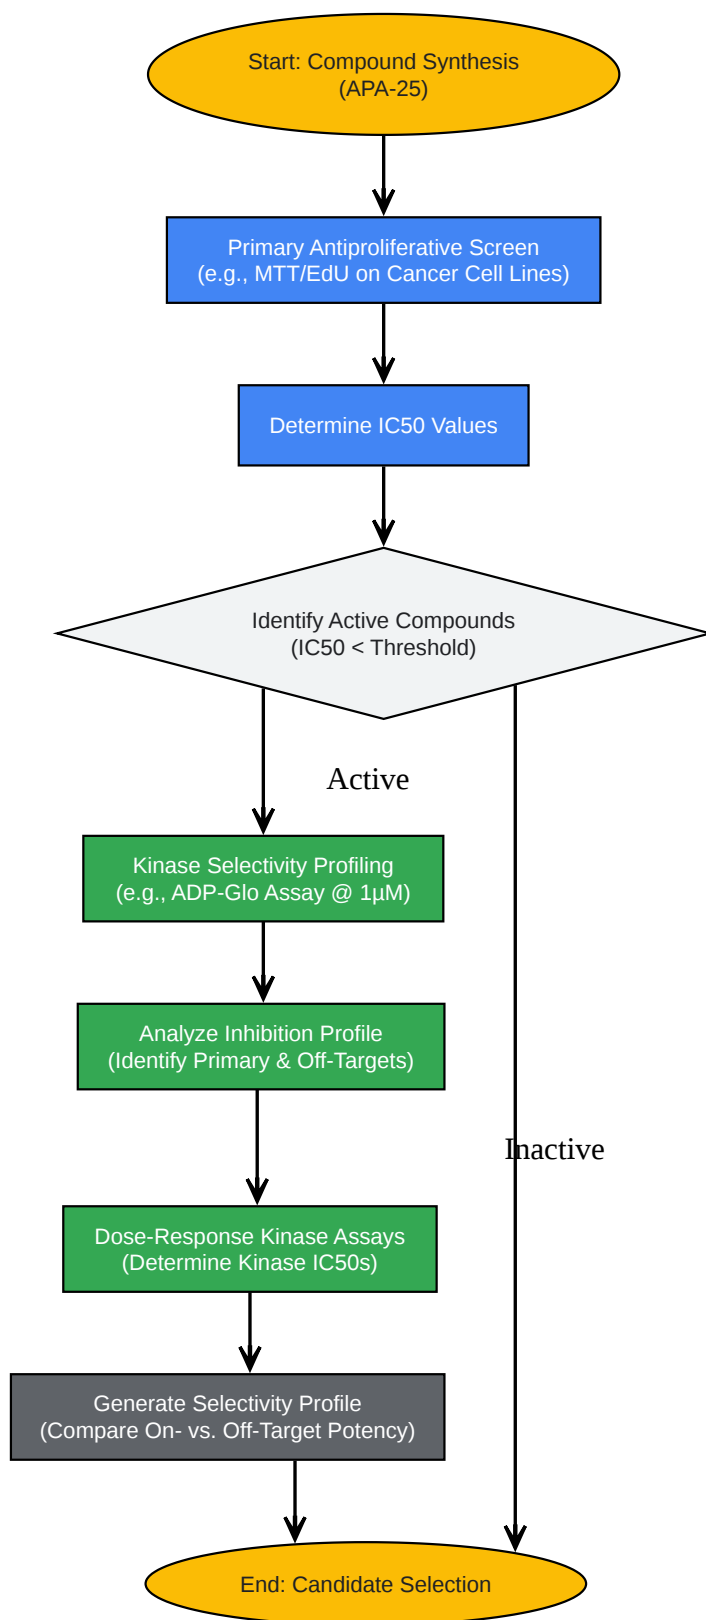 Start: Compound Synthesis
(APA-25)
Primary Antiproliferative Screen
(e.g., MTT/EdU on Cancer Cell Lines)
Determine IC50 Values
Identify Active Compounds
(IC50 < Threshold)
Active
Kinase Selectivity Profiling
(e.g., ADP-Glo Assay @ 1µM)
Analyze Inhibition Profile
(Identify Primary & Off-Targets)
Inactive
Dose-Response Kinase Assays
(Determine Kinase IC50s)
Generate Selectivity Profile
(Compare On- vs. Off-Target Potency)
End: Candidate Selection